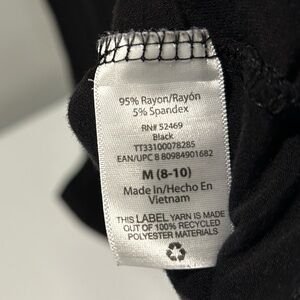 95% Rayon/Rayón
5% Spandex
RN# 52469
Black
TT33100078285
EAN/UPC 8 80984901682
M (8-10)
Made In/Hecho En
Vietnam
THIS LABEL YARN IS MADE
OUT OF 100% RECYCLED
POLYESTER MATERIALS